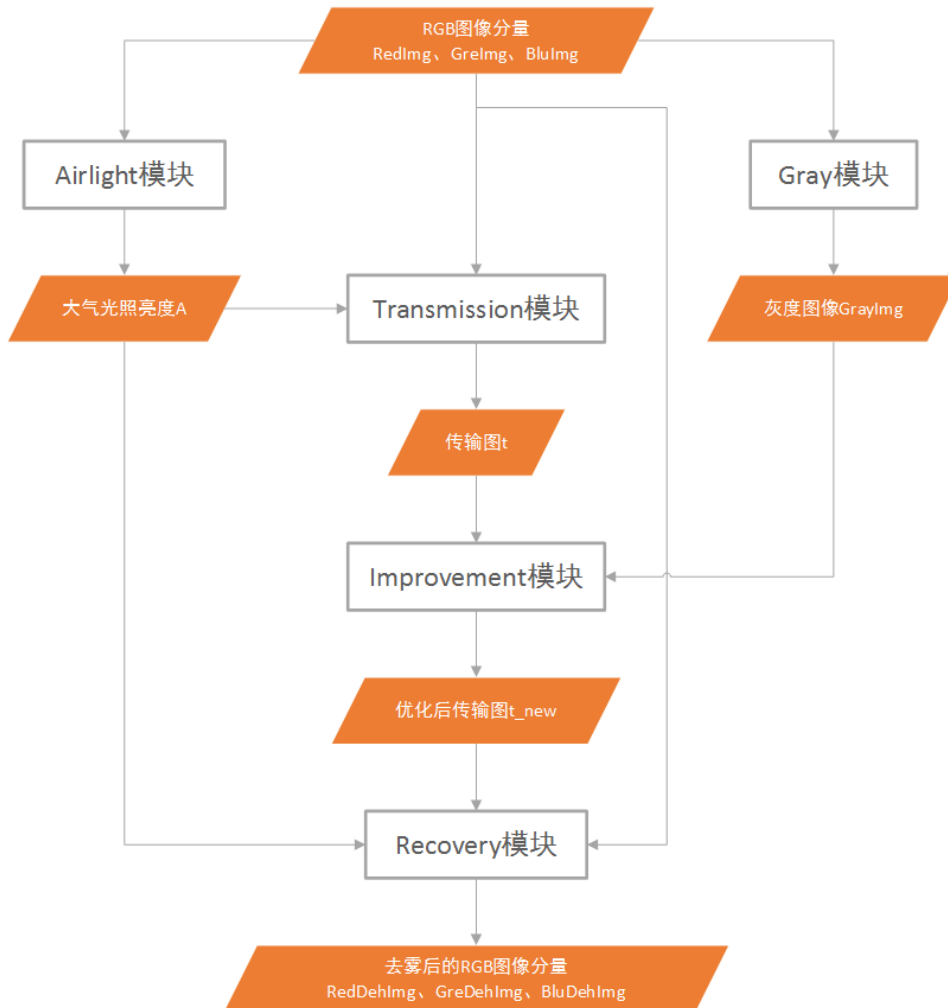 RGB图像分量
RedImg、GreImg、BluImg
Airlight模块
Gray模块
大气光照亮度A
Transmission模块
灰度图像GrayImg
传输图t
Improvement模块
优化后传输图t_new
Recovery模块
去雾后的RGB图像分量
RedDehImg、GreDehImg、BluDehImg